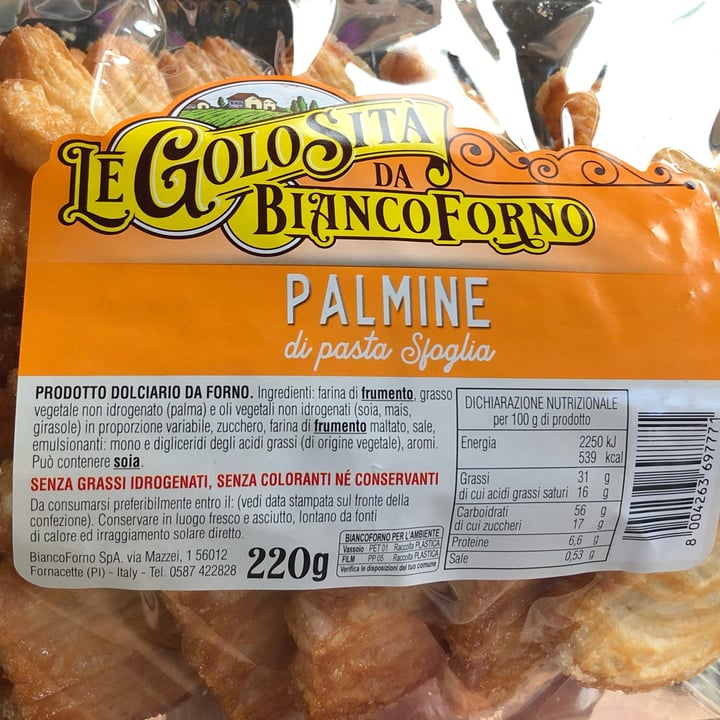 LE GOLOSITÀ
DA
BIANCOFORNO
PALMINE
di pasta Sfoglia
PRODOTTO DOLCIARIO DA FORNO. Ingredienti: farina di frumento, grasso
vegetale non idrogenato (palma) e oli vegetali non idrogenati (soia, mais,
girasole) in proporzione variabile, zucchero, farina di frumento maltato, sale,
emulsionanti: mono e digliceridi degli acidi grassi (di origine vegetale), aromi.
Può contenere soia.
SENZA GRASSI IDROGENATI, SENZA COLORANTI NÉ CONSERVANTI
Da consumarsi preferibilmente entro il: (vedi data stampata sul fronte della
confezione). Conservare in luogo fresco e asciutto, lontano da fonti
di calore ed irraggiamento solare diretto.
BiancoForno SpA. via Mazzei, 1 56012
Fornacette (PI) - Italy - Tel. 0587 422828
220g
BIANCOFORNO PER L'AMBIENTE
Vassoio PET 01 Raccolta PLASTICA
FILM PP 05 Raccolta PLASTICA
Verifica le disposizioni del tuo comune
DICHIARAZIONE NUTRIZIONALE
per 100 g di prodotto
Energia 2250 kJ
539 kcal
Grassi 31 g
di cui acidi grassi saturi 16 g
Carboidrati 56 g
di cui zuccheri 17 g
Proteine 6,6 g
Sale 0,53 g
8 004263 697771